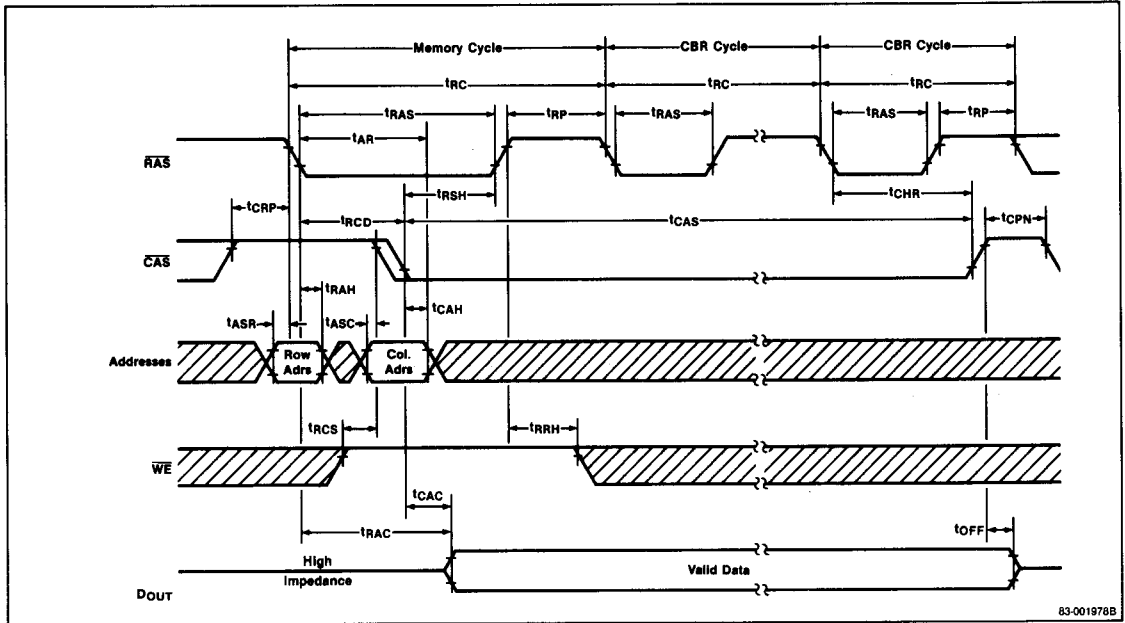 Memory Cycle CBR Cycle CBR Cycle
tRC tRC tRC
tRAS tRP tRAS tRAS tRP
tAR
RAS
tRSH tCHR
tCRP tRCD tCAS tCPN
CAS
tRAH
tCAH
tASR tASC
Addresses Row Adrs Col. Adrs
tRCS tRRH
WE
tCAC
tRAC tOFF
High Impedance Valid Data
DOUT
83-001978B